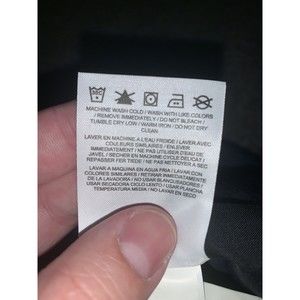 MACHINE WASH COLD / WASH WITH LIKE COLORS
/ REMOVE IMMEDIATELY / DO NOT BLEACH /
TUMBLE DRY LOW / WARM IRON / DO NOT DRY
CLEAN
LAVER EN MACHINE A L'EAU FROIDE / LAVER AVEC
COULEURS SIMILAIRES / ENLEVER
IMMEDIATEMENT / NE PAS UTILISER D'EAU DE
JAVEL / SECHER EN MACHINE CYCLE DELICAT /
REPASSER FER TIEDE / NE PAS NETTOYER A
SEC
LAVAR A MAQUINA EN AGUA FRIA / LAVAR CON
COLORES SIMILARES / RETIRAR INMEDIATAMENTE
DE LA LAVADORA / NO USAR BLANQUEADORES /
USAR SECADORA CICLO LENTO / USAR PLANCHA
TEMPERATURA MEDIA / NO LAVAR EN SECO